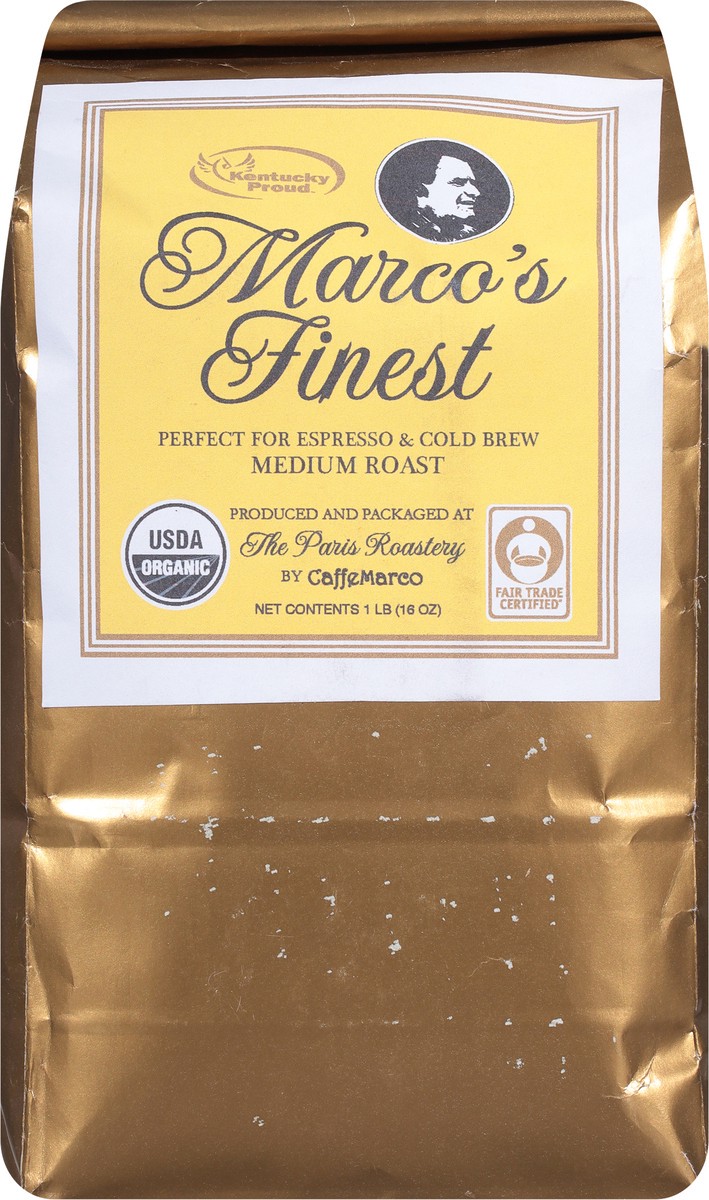 Kentucky
Proud™
Marco's
Finest
PERFECT FOR ESPRESSO & COLD BREW
MEDIUM ROAST
PRODUCED AND PACKAGED AT
The Paris Roastery
BY CaffeMarco
NET CONTENTS 1 LB (16 OZ)
USDA
ORGANIC
FAIR TRADE
CERTIFIED